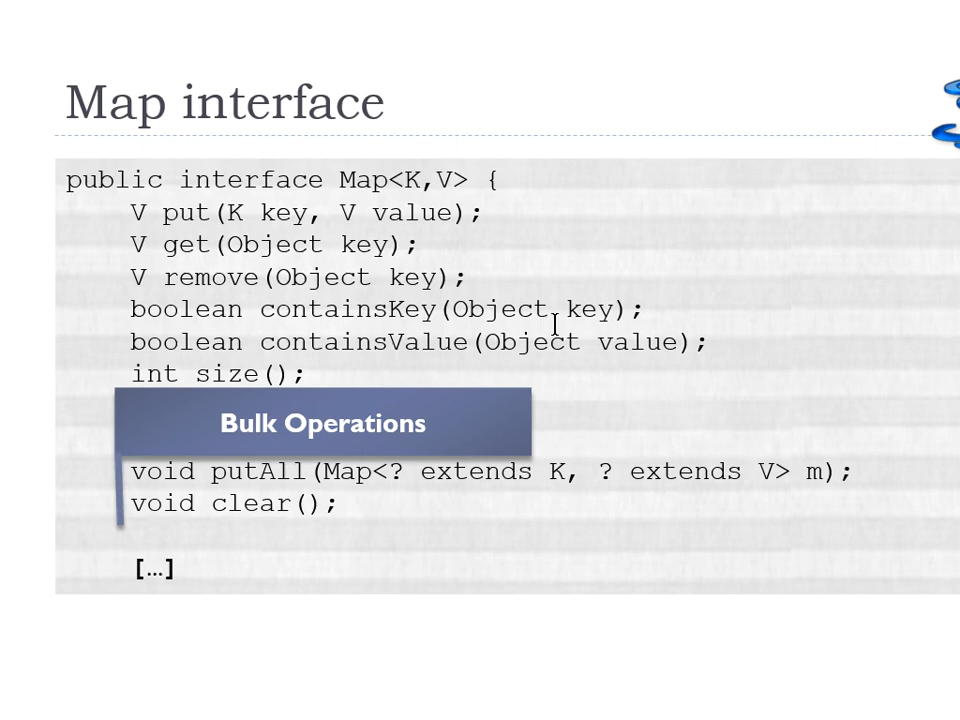 Map interface
public interface Map<K,V> {
V put(K key, V value);
V get(Object key);
V remove(Object key);
boolean containsKey(Object key);
boolean containsValue(Object value);
int size();
Bulk Operations
void putAll(Map<? extends K, ? extends V> m);
void clear();
[…]